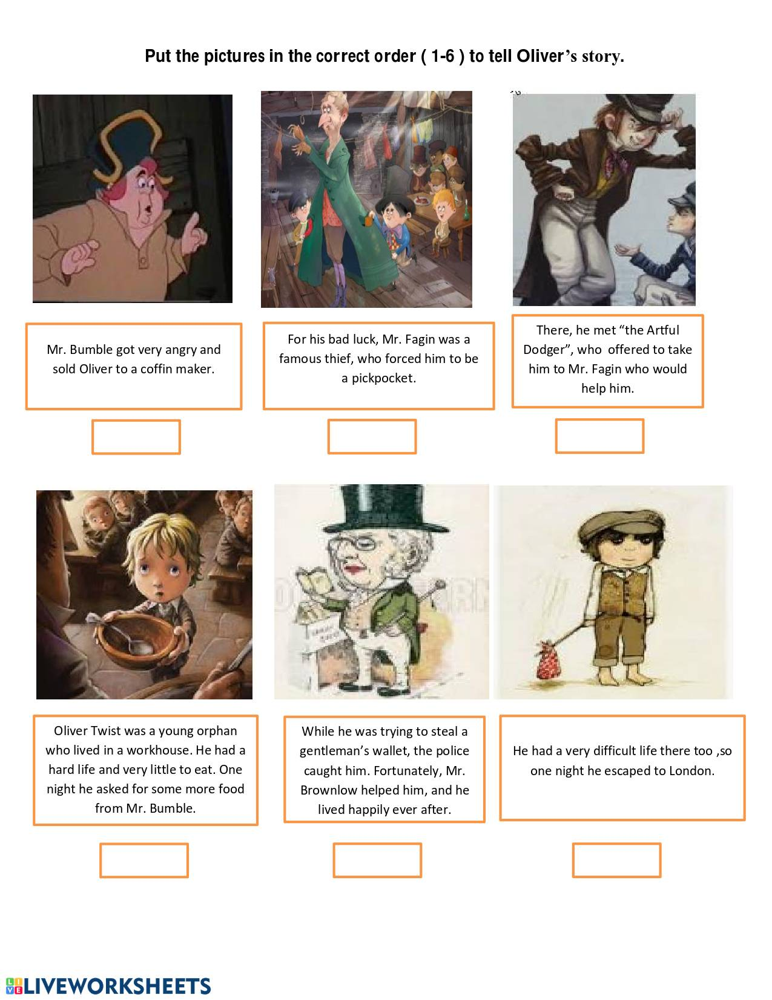 Put the pictures in the correct order ( 1-6 ) to tell Oliver’s story.
Mr. Bumble got very angry and
sold Oliver to a coffin maker.
For his bad luck, Mr. Fagin was a
famous thief, who forced him to be
a pickpocket.
There, he met “the Artful
Dodger”, who  offered to take
him to Mr. Fagin who would
help him.
Oliver Twist was a young orphan
who lived in a workhouse. He had a
hard life and very little to eat. One
night he asked for some more food
from Mr. Bumble.
While he was trying to steal a
gentleman’s wallet, the police
caught him. Fortunately, Mr.
Brownlow helped him, and he
lived happily ever after.
He had a very difficult life there too ,so
one night he escaped to London.
LIVE LIVEWORKSHEETS